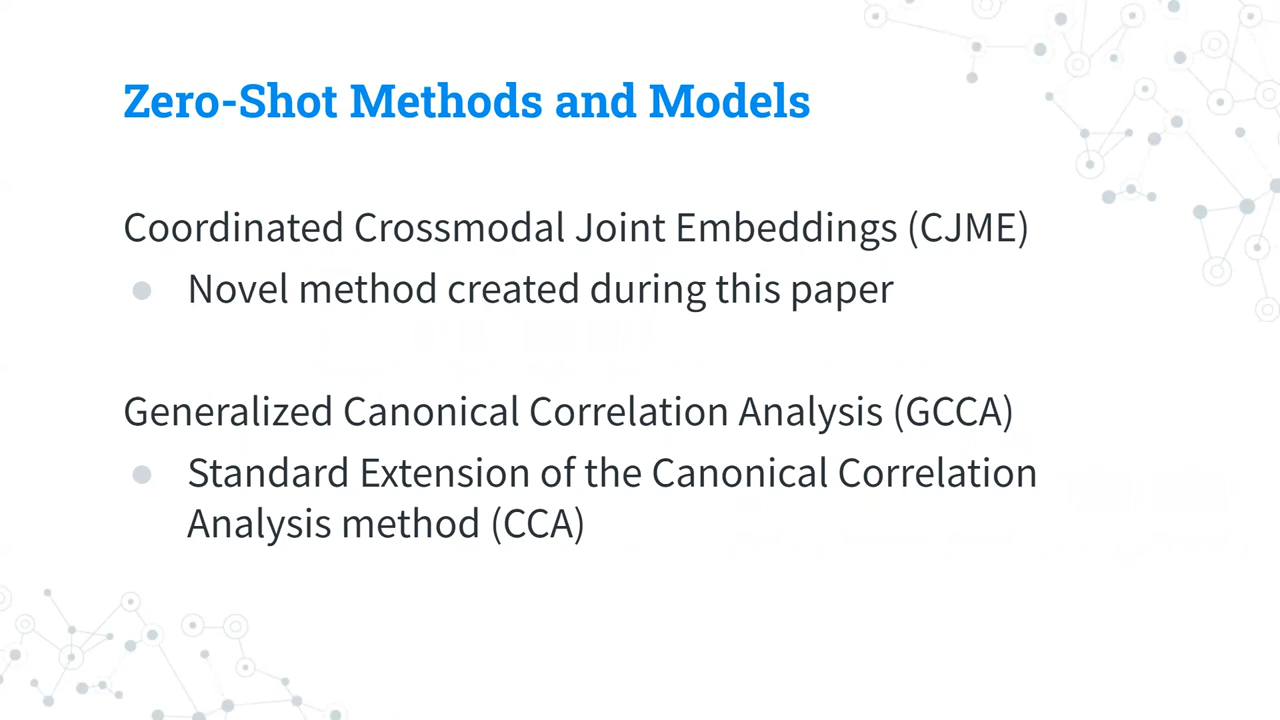 Zero-Shot Methods and Models
Coordinated Crossmodal Joint Embeddings (CJME)
Novel method created during this paper
Generalized Canonical Correlation Analysis (GCCA)
Standard Extension of the Canonical Correlation
Analysis method (CCA)